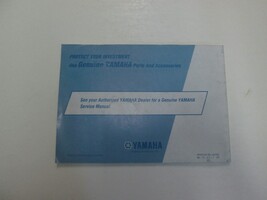 PROTECT YOUR INVESTMENT
Use Genuine YAMAHA Parts And Accessories
See your Authorized YAMAHA Dealer for a Genuine YAMAHA
Service Manual.
YAMAHA